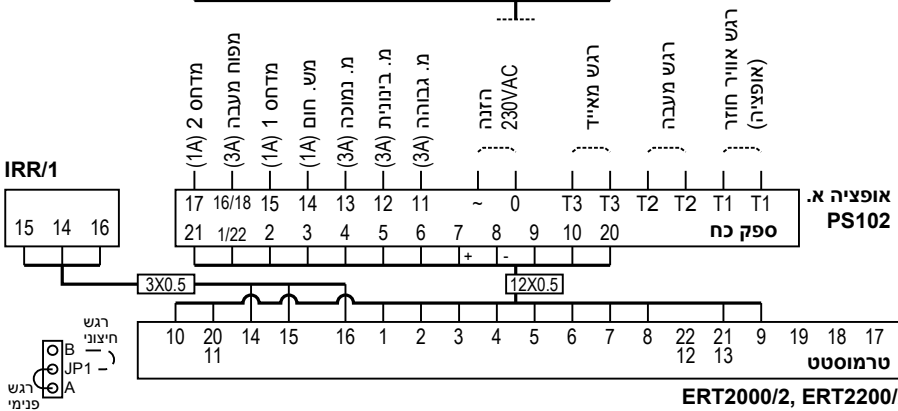 מדחס 2 (1A)
מפוח מעבה (3A)
מדחס 1 (1A)
מש. חום (1A)
מ. נמוכה (3A)
מ. בינונית (3A)
מ. גבוהה (3A)
הזנה
230VAC
רגש מאייד
רגש מעבה
רגש אוויר חוזר
(אופציה)
IRR/1
15 14 16
17 16/18 15 14 13 12 11 ~ 0 T3 T3 T2 T2 T1 T1
21 1/22 2 3 4 5 6 7 8 9 10 20 ספק כח
+ -
אופציה א.
PS102
3X0.5
12X0.5
10 20 14 15 16 1 2 3 4 5 6 7 8 22 21 9 19 18 17
11 12 13
טרמוסטט
רגש
חיצוני
B
JP1
A
רגש
פנימי
ERT2000/2, ERT2200/